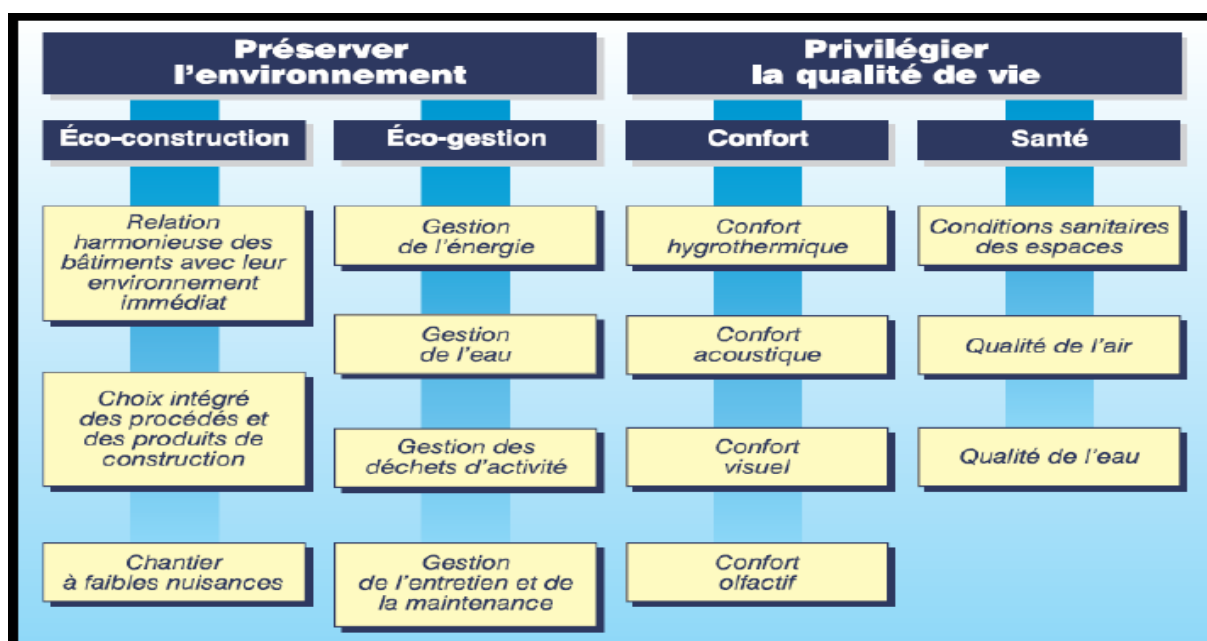 Préserver
l'environnement
Privilégier
la qualité de vie
Éco-construction
Relation
harmonieuse des
bâtiments avec leur
environnement
immédiat
Choix intégré
des procédés et
des produits de
construction
Chantier
à faibles nuisances
Éco-gestion
Gestion
de l'énergie
Gestion
de l'eau
Gestion des
déchets d'activité
Gestion
de l'entretien et de
la maintenance
Confort
Confort
hygrothermique
Confort
acoustique
Confort
visuel
Confort
olfactif
Santé
Conditions sanitaires
des espaces
Qualité de l'air
Qualité de l'eau